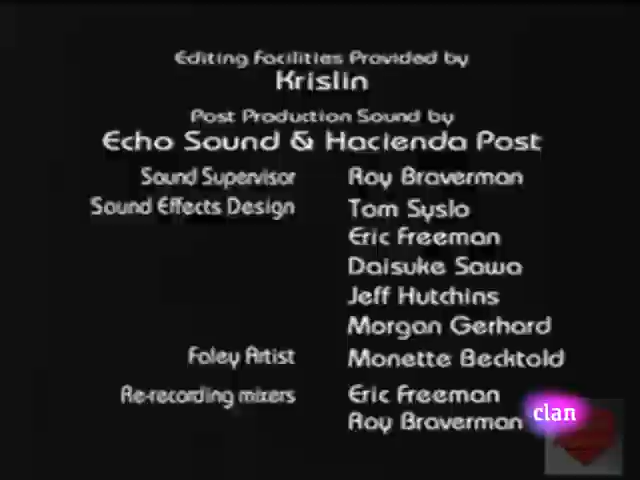 Editing Facilities Provided by
Krislin
Post Production Sound by
Echo Sound & Hacienda Post
Sound Supervisor Roy Braverman
Sound Effects Design Tom Syslo
Eric Freeman
Daisuke Sawa
Jeff Hutchins
Morgan Gerhard
Foley Artist Monette Becktold
Re-recording mixers Eric Freeman
Roy Braverman
clan